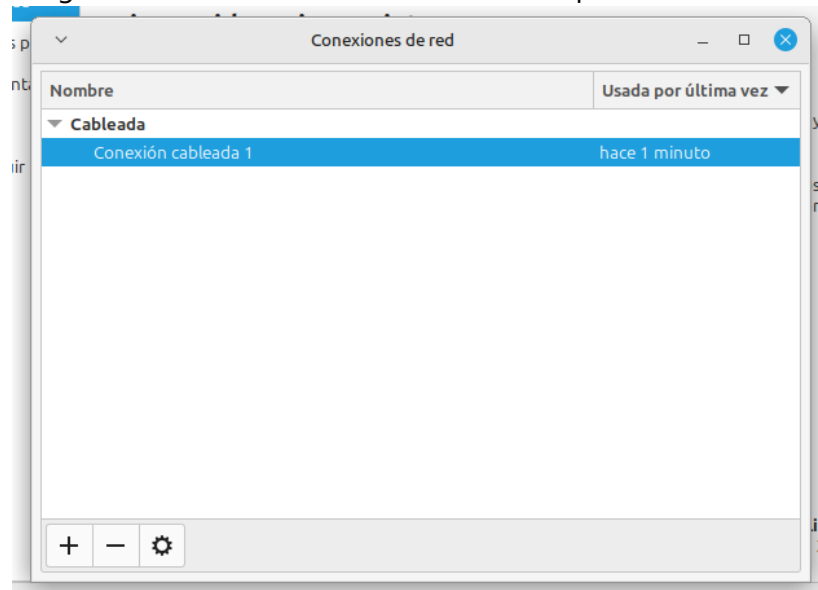 Conexiones de red
Nombre
Usada por última vez
Cableada
Conexión cableada 1
hace 1 minuto